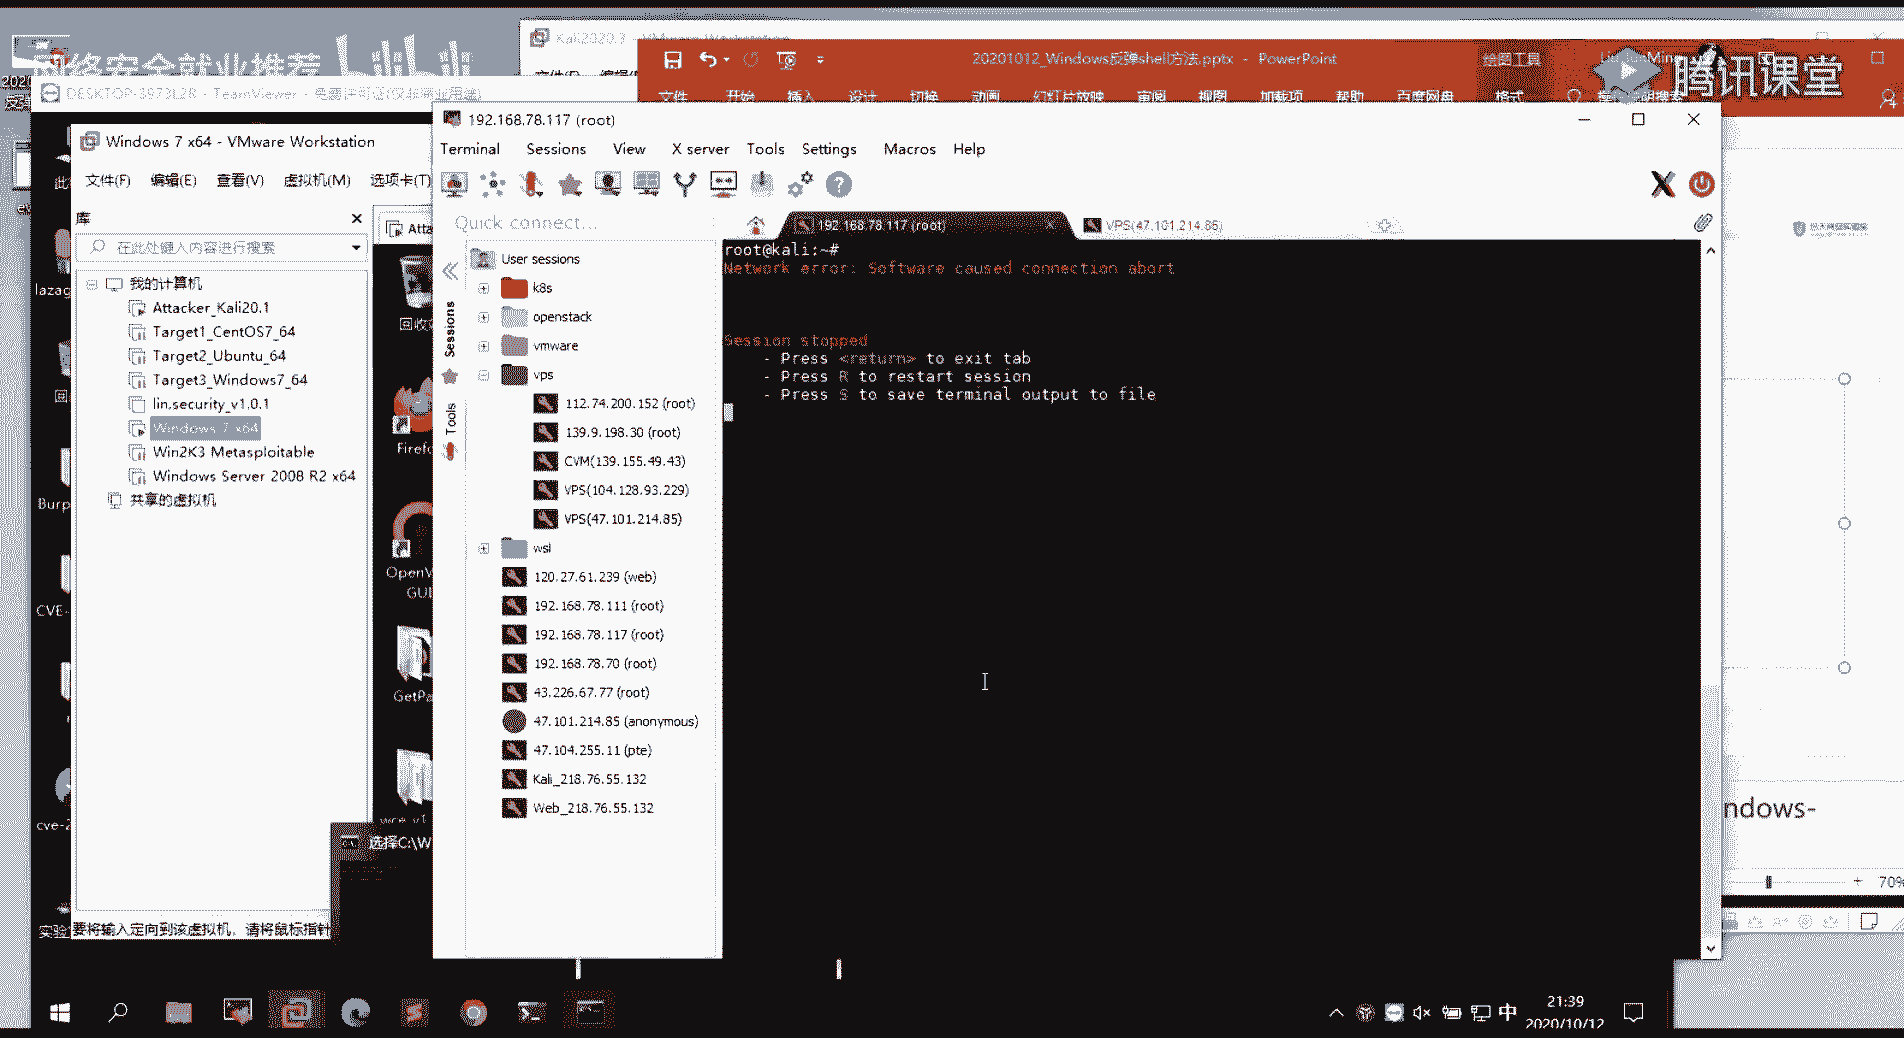 网络安全就业推荐
bilibili
腾讯课堂
Kali2020.3 - VMware Workstation
20201012_Windows反弹shell方法.pptx - PowerPoint
绘图工具
文件 开始 插入 设计 切换 动画 幻灯片放映 审阅 视图 加载项 帮助 百度网盘 格式
DESKTOP-
- TeamViewer -
Windows 7 x64 - VMware Workstation
文件(F) 编辑(E) 查看(V) 虚拟机(M) 选项卡(T)
库
在此处键入内容进行搜索
我的计算机
Attacker_Kali20.1
Target1_CentOS7_64
Target2_Ubuntu_64
Target3_Windows7_64
lin.security_v1.0.1
Windows 7 x64
Win2K3 Metasploitable
Windows Server 2008 R2 x64
共享的虚拟机
要将输入定向到该虚拟机，请将鼠标指针
lazag
Burp
CVE-
cve-2
实验
Atta
回收
Firefo
OpenV
GUI
GetPa
wce_v1
选择C:\W
192.168.78.117 (root)
Terminal Sessions View X server Tools Settings Macros Help
Quick connect...
192.168.78.117 (root)
VPS(47.101.214.85)
Sessions
Tools
User sessions
k8s
openstack
vmware
vps
112.74.200.152 (root)
139.9.198.30 (root)
CVM(139.155.49.43)
VPS(104.128.93.229)
VPS(47.101.214.85)
wsl
120.27.61.239 (web)
192.168.78.111 (root)
192.168.78.117 (root)
192.168.78.70 (root)
43.226.67.77 (root)
47.101.214.85 (anonymous)
47.104.255.11 (pte)
Kali_218.76.55.132
Web_218.76.55.132
root@kali:~#
Network error: Software caused connection abort
Session stopped
- Press <return> to exit tab
- Press R to restart session
- Press S to save terminal output to file
ndows-
70%
中
21:39
2020/10/12